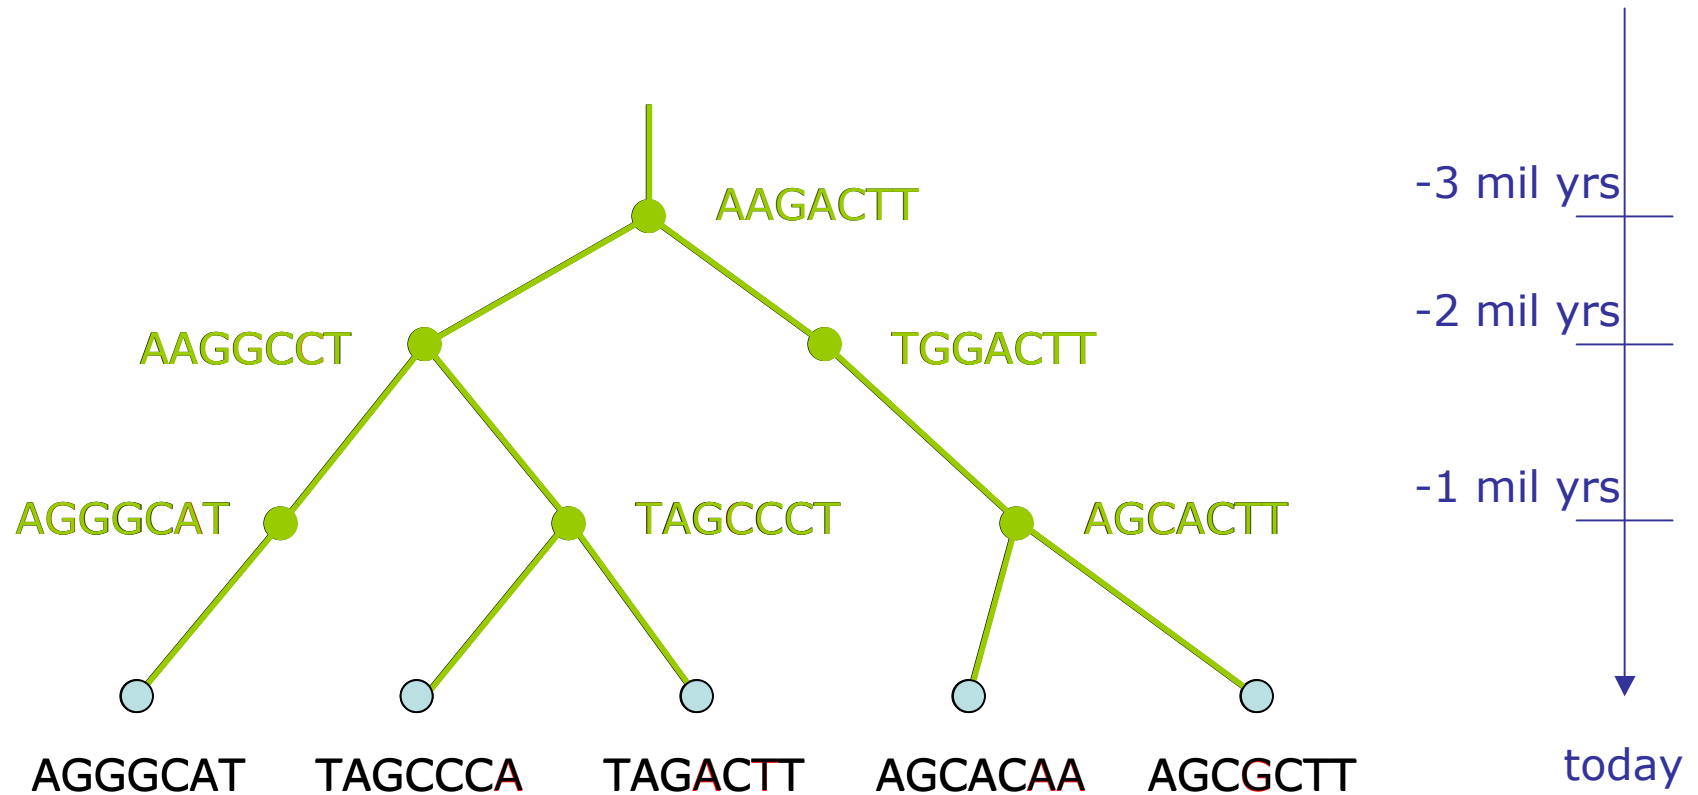 -3 mil yrs
AAGACTT
-2 mil yrs
AAGGCCT
TGGACTT
-1 mil yrs
AGGGCAT
TAGCCCT
AGCACTT
AGGGCAT
TAGCCCA
TAGACTT
AGCACAA
AGCGCTT
today